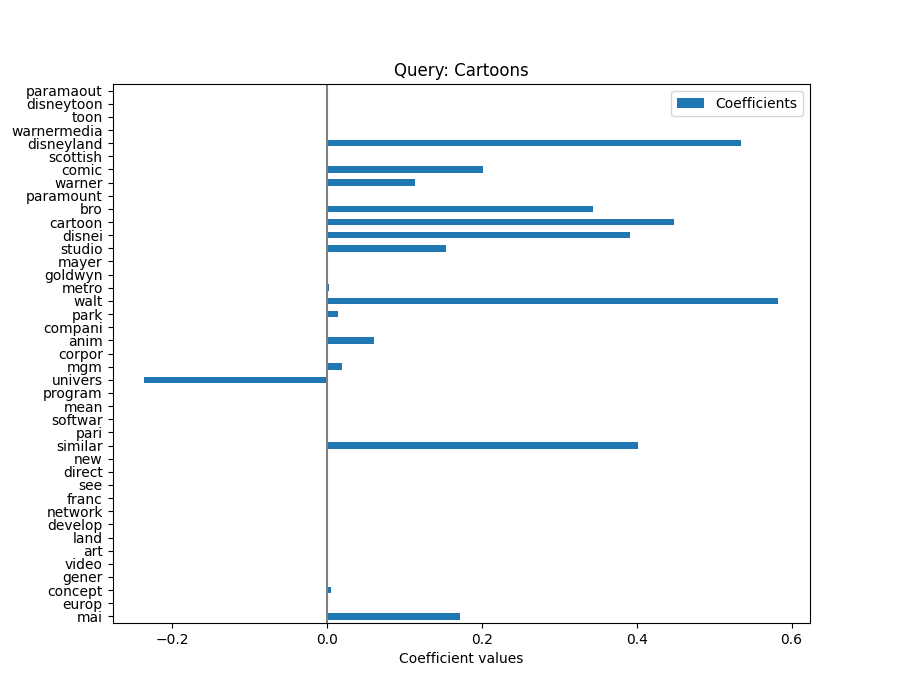 Query: Cartoons
paramaout
disneytoon
toon
warnermedia
disneyland
scottish
comic
warner
paramount
bro
cartoon
disnei
studio
mayer
goldwyn
metro
walt
park
compani
anim
corpor
mgm
univers
program
mean
softwar
pari
similar
new
direct
see
franc
network
develop
land
art
video
gener
concept
europ
mai
Coefficients
−0.2 0.0 0.2 0.4 0.6
Coefficient values